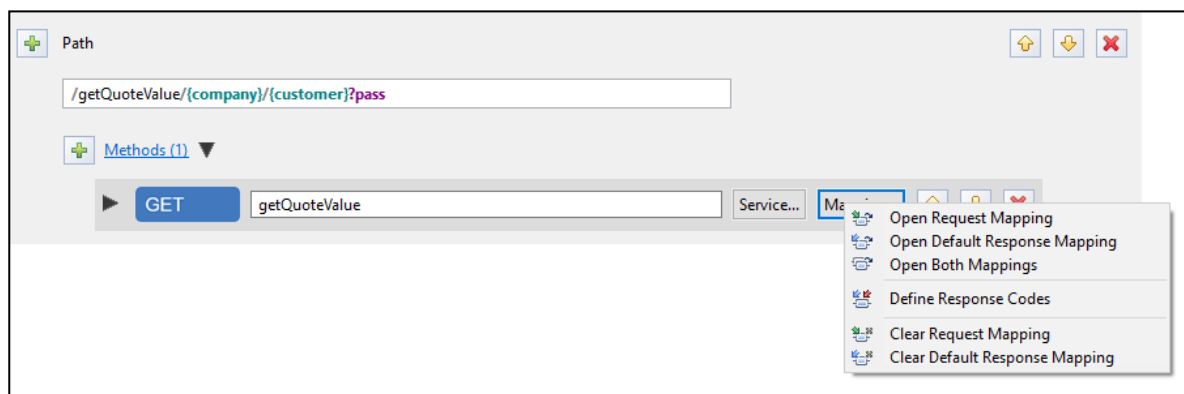 Path
/getQuoteValue/{company}/{customer}?pass
Methods (1)
GET getQuoteValue Service...
Open Request Mapping
Open Default Response Mapping
Open Both Mappings
Define Response Codes
Clear Request Mapping
Clear Default Response Mapping